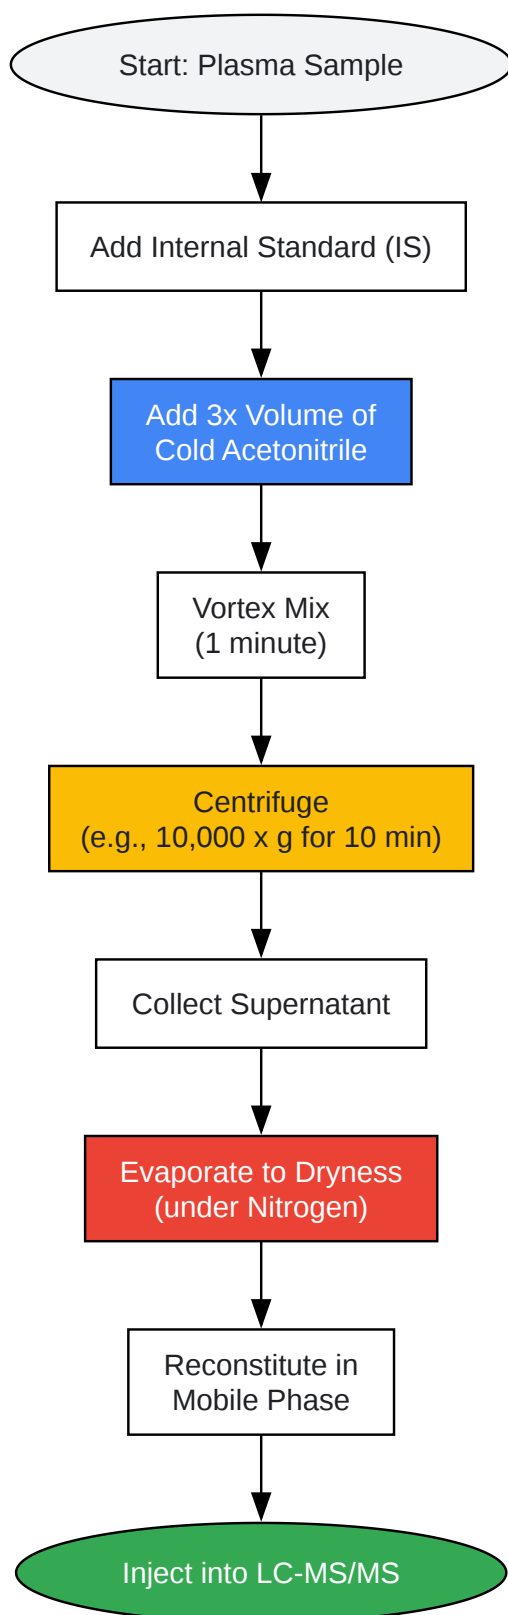 Start: Plasma Sample
Add Internal Standard (IS)
Add 3x Volume of
Cold Acetonitrile
Vortex Mix
(1 minute)
Centrifuge
(e.g., 10,000 x g for 10 min)
Collect Supernatant
Evaporate to Dryness
(under Nitrogen)
Reconstitute in
Mobile Phase
Inject into LC-MS/MS